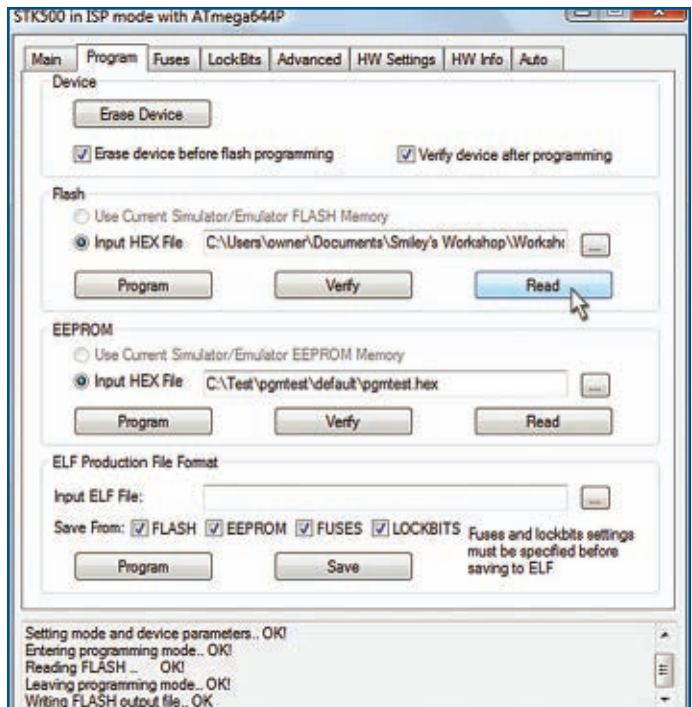 STK500 in ISP mode with ATmega644P
Main Program Fuses LockBits Advanced HW Settings HW Info Auto
Device
Erase Device
Erase device before flash programming Verify device after programming
Flash
Use Current Simulator/Emulator FLASH Memory
Input HEX File C:\Users\owner\Documents\Smiley's Workshop\Worksho ...
Program Verify Read
EEPROM
Use Current Simulator/Emulator EEPROM Memory
Input HEX File C:\Test\pgmtest\default\pgmtest.hex ...
Program Verify Read
ELF Production File Format
Input ELF File: ...
Save From: FLASH EEPROM FUSES LOCKBITS Fuses and lockbits settings
must be specified before
saving to ELF
Program Save
Setting mode and device parameters.. OK!
Entering programming mode.. OK!
Reading FLASH .. OK!
Leaving programming mode.. OK!
Writing FLASH output file.. OK